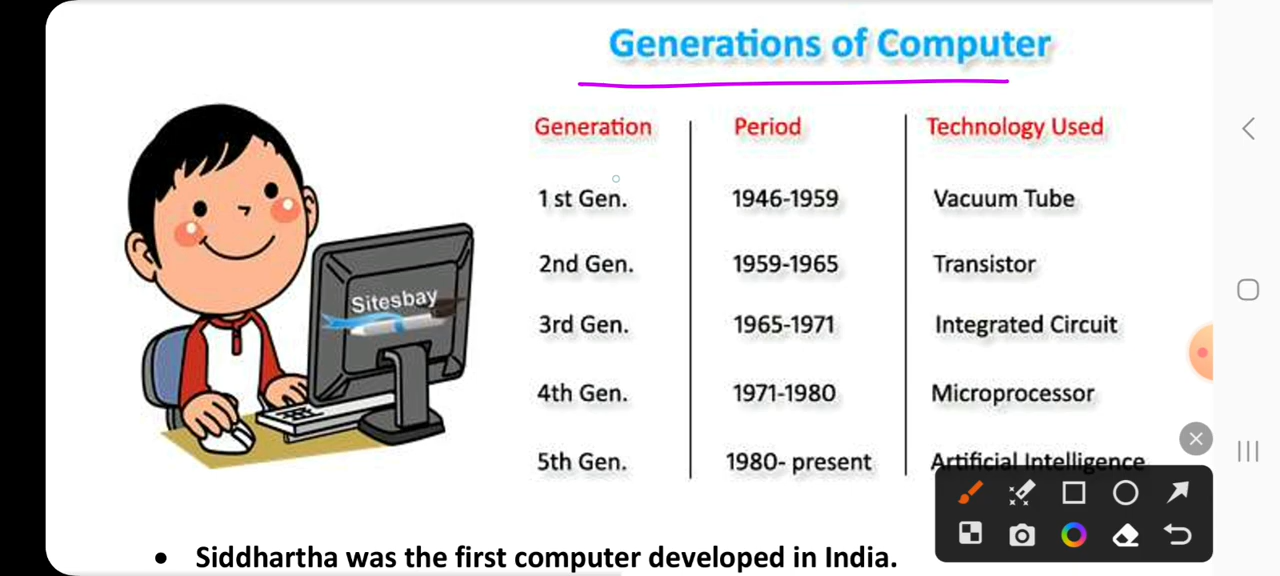 Generations of Computer
Generation Period Technology Used
1 st Gen. 1946-1959 Vacuum Tube
2nd Gen. 1959-1965 Transistor
3rd Gen. 1965-1971 Integrated Circuit
4th Gen. 1971-1980 Microprocessor
5th Gen. 1980- present Artificial Intelligence
Sitesbay
• Siddhartha was the first computer developed in India.